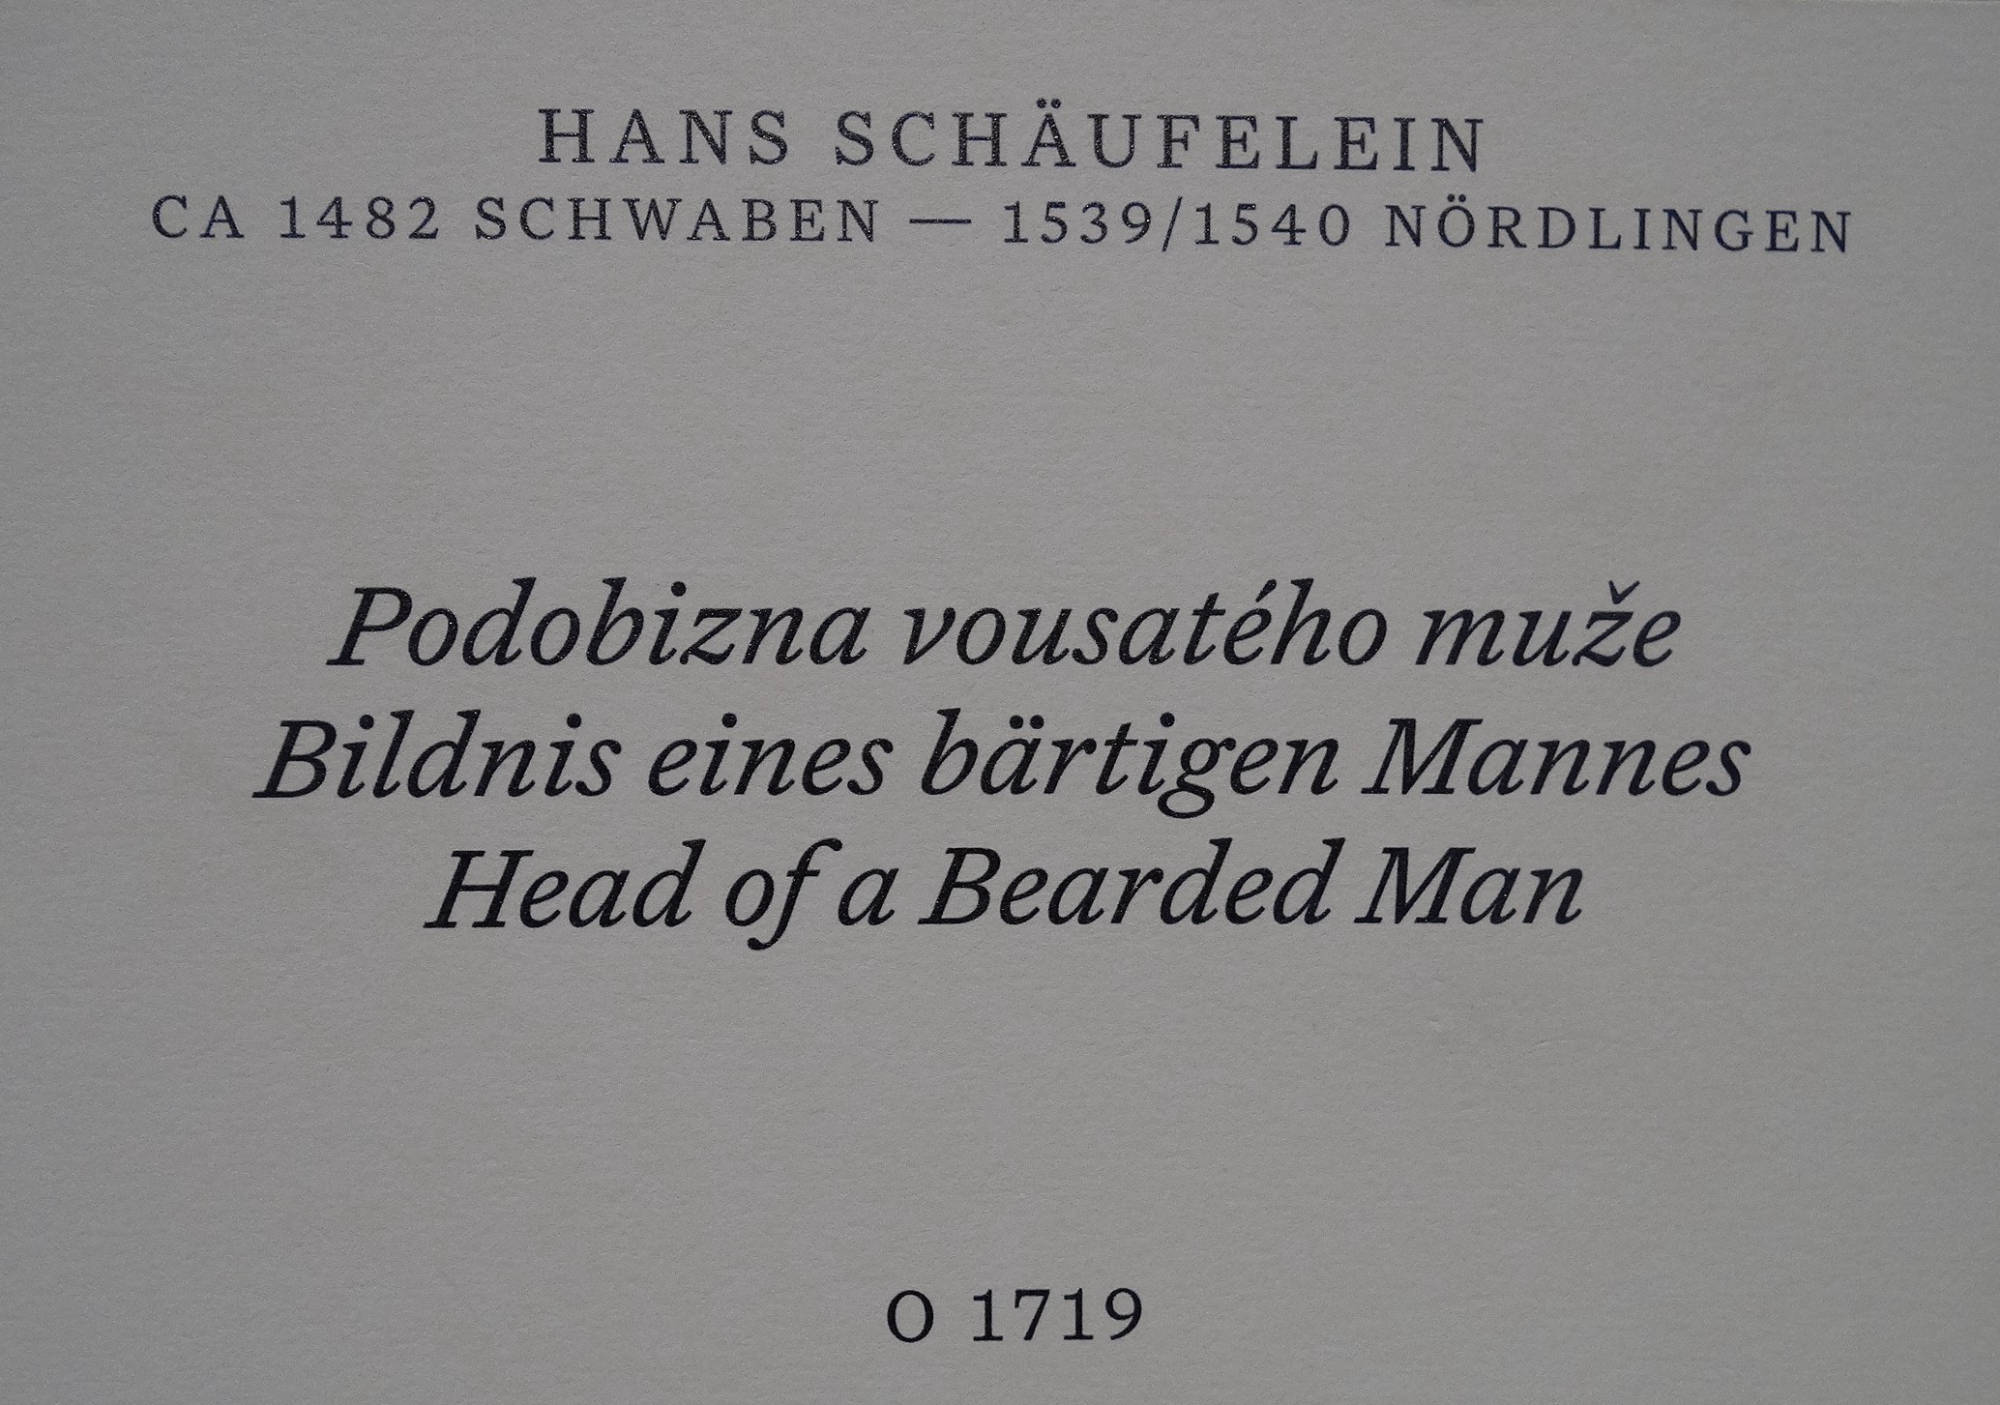 HANS SCHÄUFELEIN
CA 1482 SCHWABEN — 1539/1540 NÖRDLINGEN
Podobizna vousatého muže
Bildnis eines bärtigen Mannes
Head of a Bearded Man
O 1719